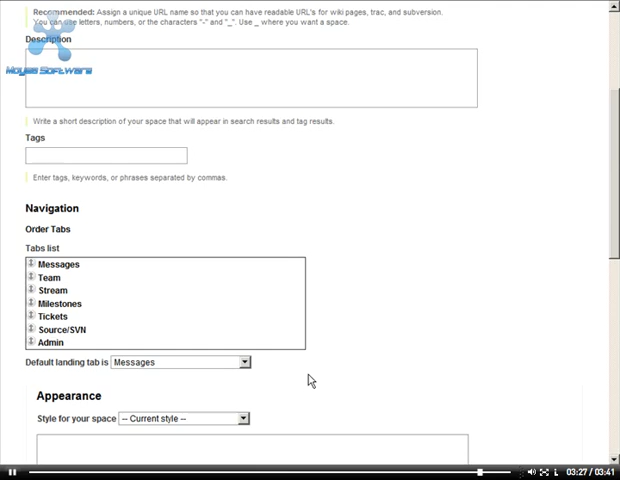 Recommended: Assign a unique URL name so that you can have readable URL's for wiki pages, trac, and subversion.
You can use letters, numbers, or the characters "-" and "_". Use _ where you want a space.
Description
Moyea Software
Write a short description of your space that will appear in search results and tag results.
Tags
Enter tags, keywords, or phrases separated by commas.
Navigation
Order Tabs
Tabs list
Messages
Team
Stream
Milestones
Tickets
Source/SVN
Admin
Default landing tab is Messages
Appearance
Style for your space -- Current style --
03:27 / 03:41